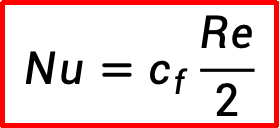 Nu = c_f Re/2